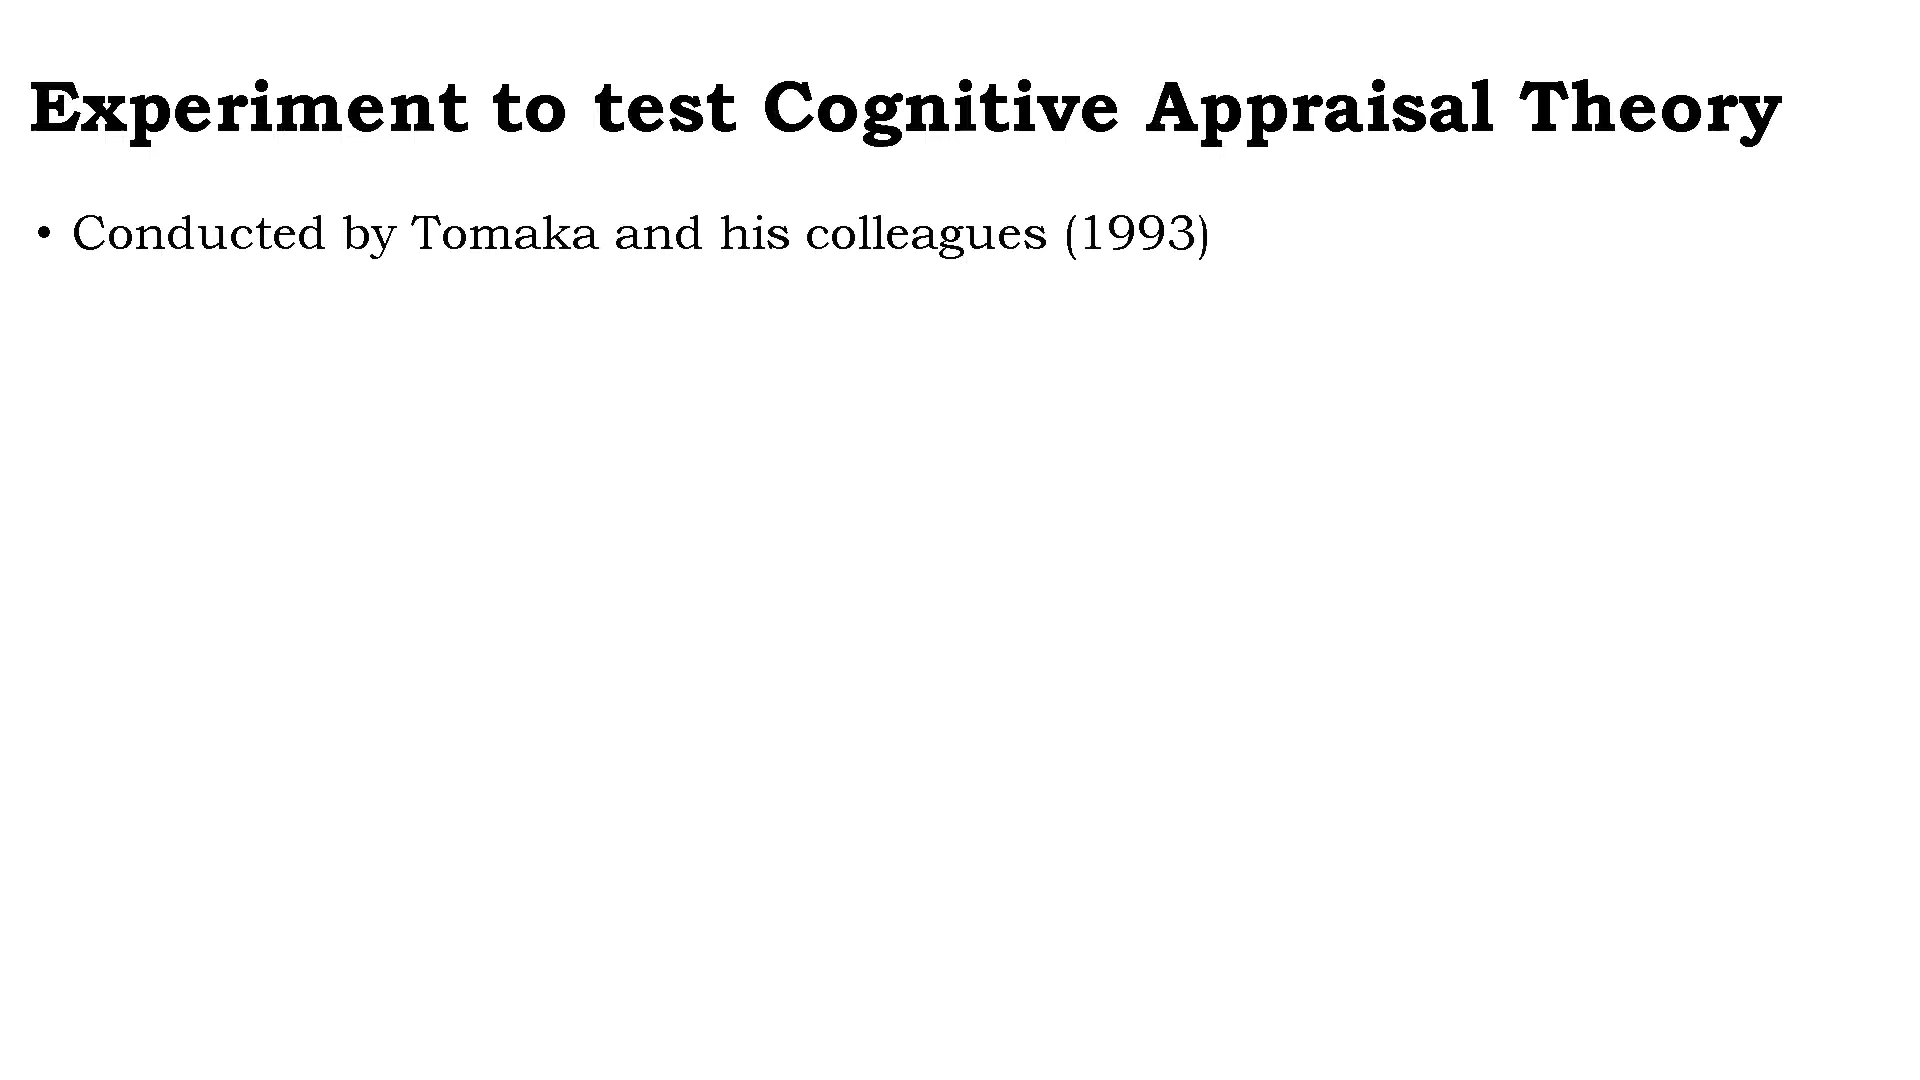 Experiment to test Cognitive Appraisal Theory
• Conducted by Tomaka and his colleagues (1993)